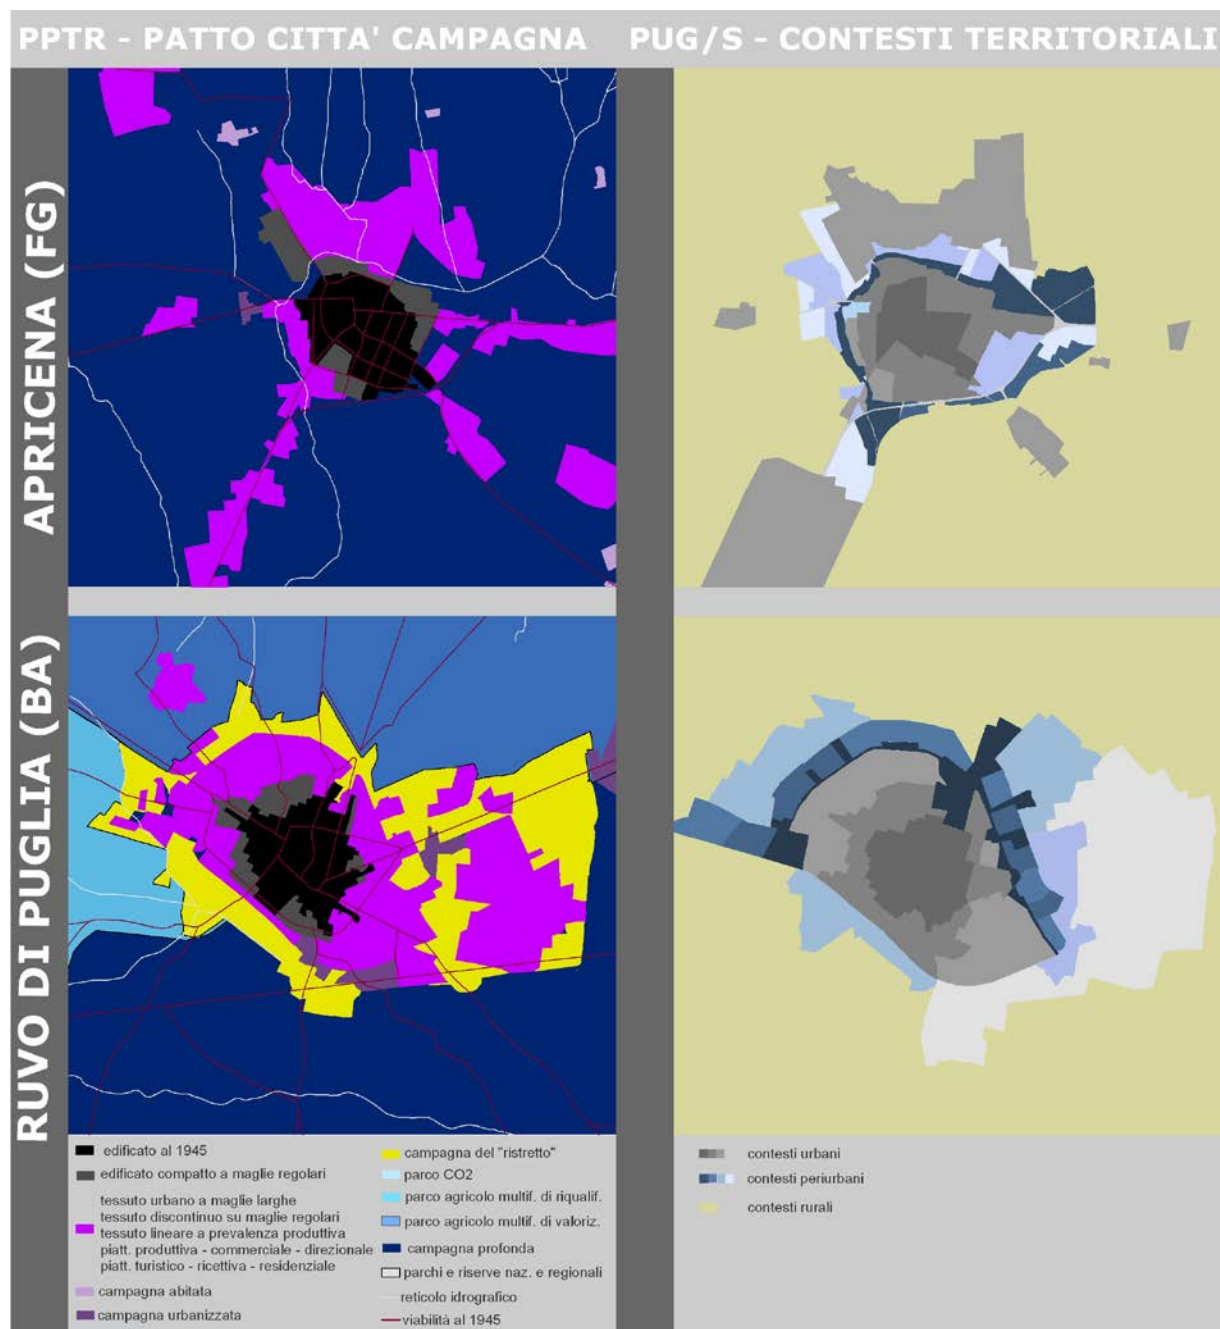 PPTR - PATTO CITTA' CAMPAGNA
PUG/S - CONTESTI TERRITORIALI
APRICENA (FG)
RUVO DI PUGLIA (BA)
edificato al 1945
edificato compatto a maglie regolari
tessuto urbano a maglie larghe
tessuto discontinuo su maglie regolari
tessuto lineare a prevalenza produttiva
piatt. produttiva - commerciale - direzionale
piatt. turistico - ricettiva - residenziale
campagna abitata
campagna urbanizzata
campagna del "ristretto"
parco CO2
parco agricolo multif. di riqualif.
parco agricolo multif. di valoriz.
campagna profonda
parchi e riserve naz. e regionali
reticolo idrografico
viabilità al 1945
contesti urbani
contesti periurbani
contesti rurali